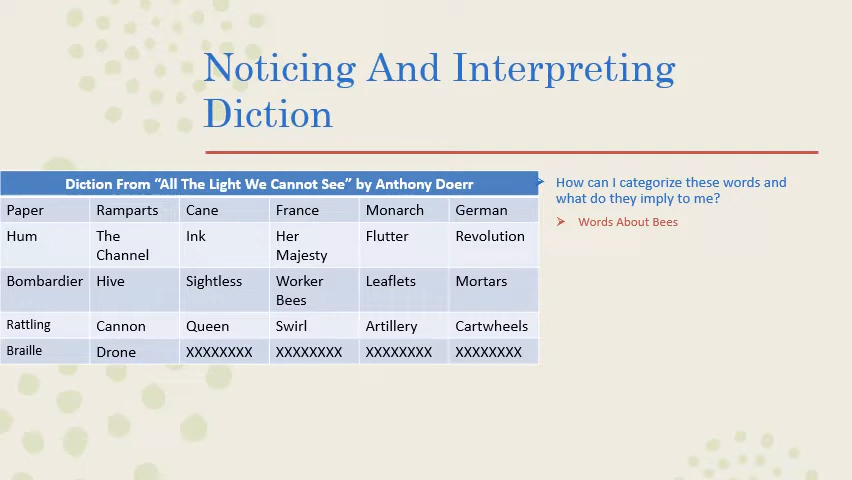 Noticing And Interpreting
Diction
Diction From “All The Light We Cannot See” by Anthony Doerr
Paper Ramparts Cane France Monarch German
Hum The Channel Ink Her Majesty Flutter Revolution
Bombardier Hive Sightless Worker Bees Leaflets Mortars
Rattling Cannon Queen Swirl Artillery Cartwheels
Braille Drone XXXXXXXX XXXXXXXX XXXXXXXX XXXXXXXX
How can I categorize these words and
what do they imply to me?
Words About Bees